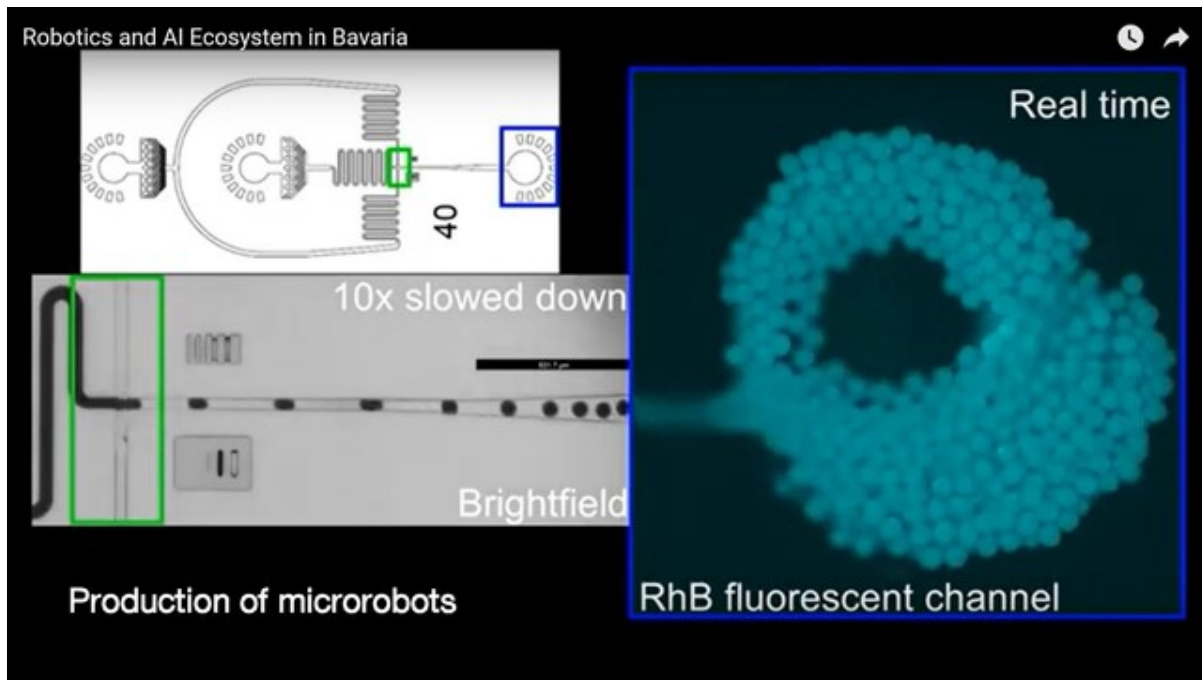 Robotics and AI Ecosystem in Bavaria
40
10x slowed down
Brightfield
Real time
RhB fluorescent channel
Production of microrobots